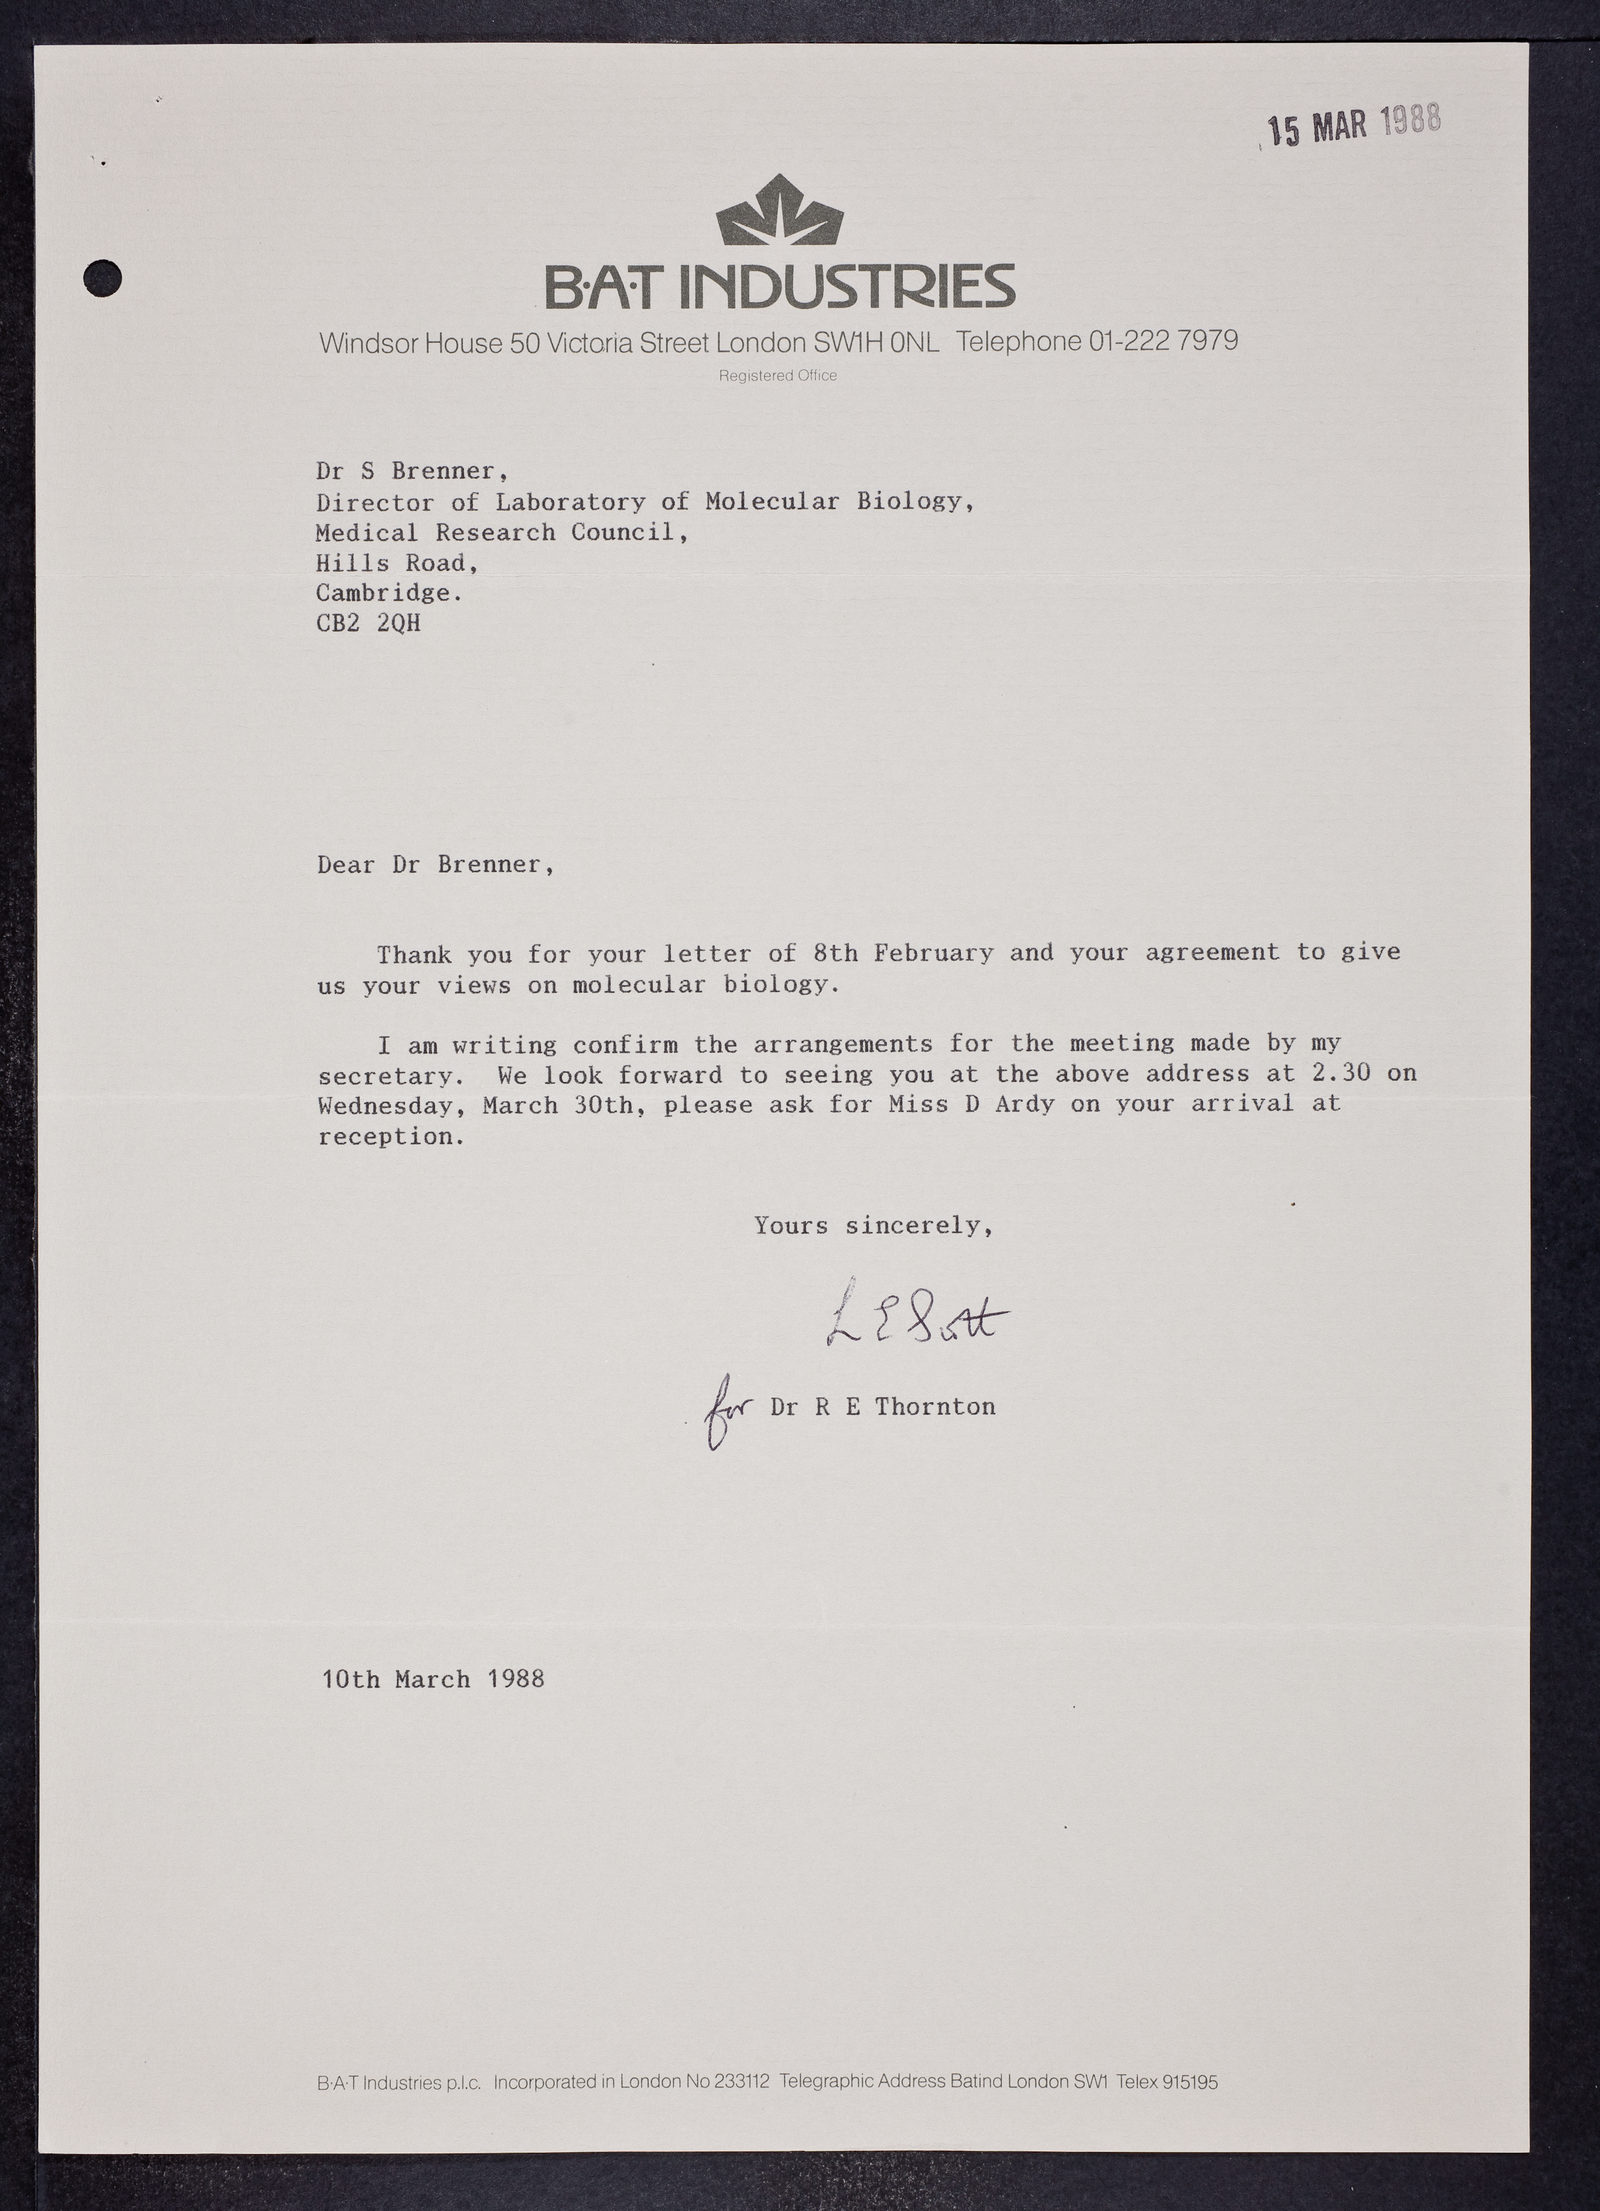 15 MAR 1988
B·A·T INDUSTRIES
Windsor House 50 Victoria Street London SW1H 0NL Telephone 01-222 7979
Registered Office
Dr S Brenner,
Director of Laboratory of Molecular Biology,
Medical Research Council,
Hills Road,
Cambridge.
CB2 2QH
Dear Dr Brenner,
Thank you for your letter of 8th February and your agreement to give
us your views on molecular biology.
I am writing confirm the arrangements for the meeting made by my
secretary. We look forward to seeing you at the above address at 2.30 on
Wednesday, March 30th, please ask for Miss D Ardy on your arrival at
reception.
Yours sincerely,
L E Scott
for Dr R E Thornton
10th March 1988
B·A·T Industries p.l.c. Incorporated in London No 233112 Telegraphic Address Batind London SW1 Telex 915195